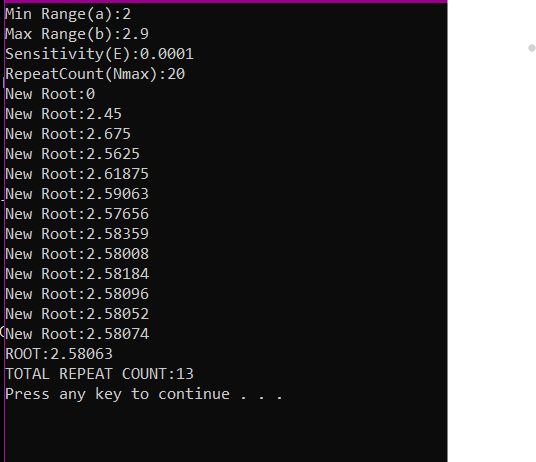 Min Range(a):2
Max Range(b):2.9
Sensitivity(E):0.0001
RepeatCount(Nmax):20
New Root:0
New Root:2.45
New Root:2.675
New Root:2.5625
New Root:2.61875
New Root:2.59063
New Root:2.57656
New Root:2.58359
New Root:2.58008
New Root:2.58184
New Root:2.58096
New Root:2.58052
New Root:2.58074
ROOT:2.58063
TOTAL REPEAT COUNT:13
Press any key to continue . . .